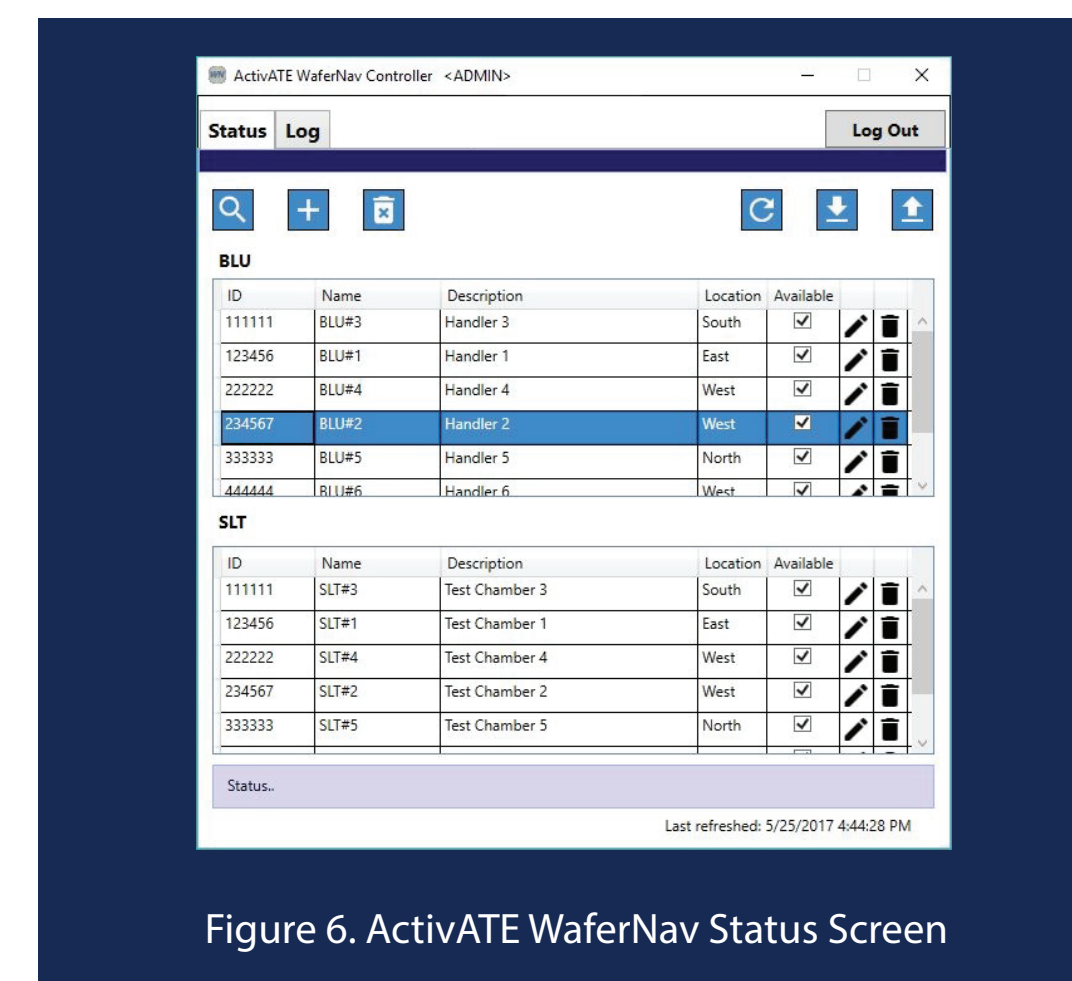 WN ActivATE WaferNav Controller <ADMIN>
Status Log Log Out
BLU
ID Name Description Location Available
111111 BLU#3 Handler 3 South
123456 BLU#1 Handler 1 East
222222 BLU#4 Handler 4 West
234567 BLU#2 Handler 2 West
333333 BLU#5 Handler 5 North
444444 BLU#6 Handler 6 West
SLT
ID Name Description Location Available
111111 SLT#3 Test Chamber 3 South
123456 SLT#1 Test Chamber 1 East
222222 SLT#4 Test Chamber 4 West
234567 SLT#2 Test Chamber 2 West
333333 SLT#5 Test Chamber 5 North
Status..
Last refreshed: 5/25/2017 4:44:28 PM
Figure 6. ActivATE WaferNav Status Screen